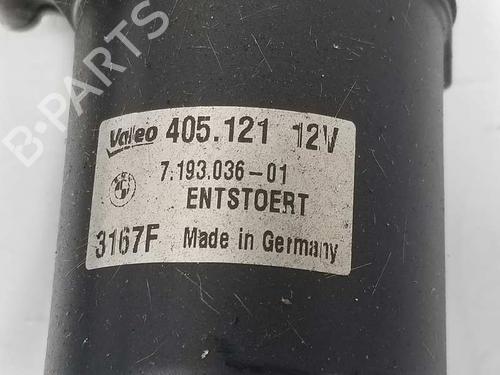 Valeo 405.121 12V
7.193.036-01
ENTSTOERT
3167F Made in Germany
B-PARTS